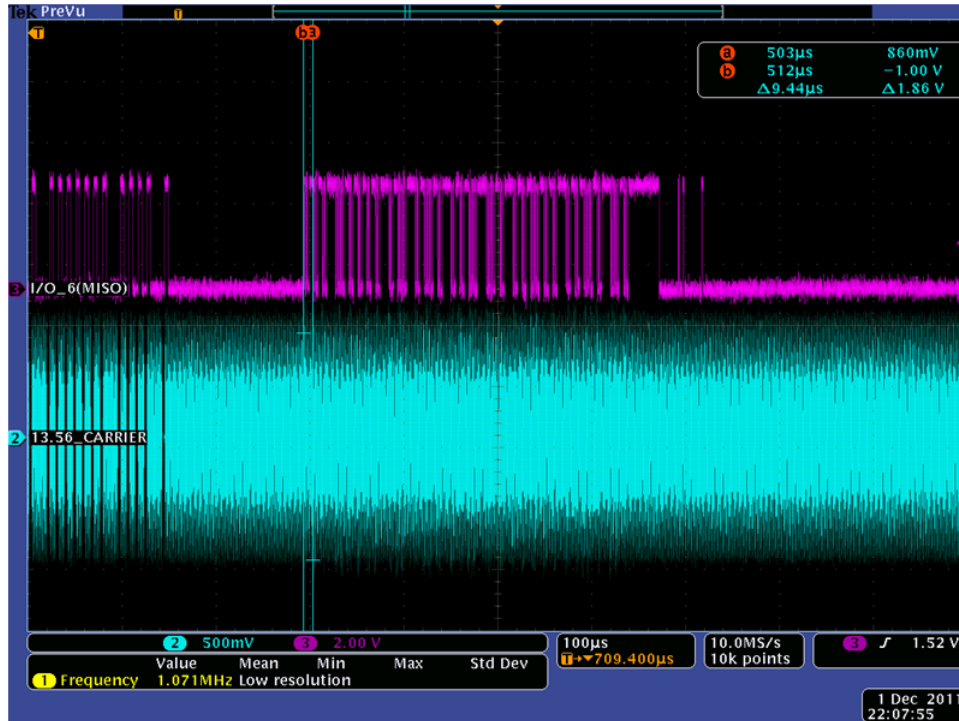 Tek PreVu
T
T
b a
a 503µs 860mV
b 512µs −1.00 V
Δ9.44µs Δ1.86 V
3 I/O_6(MISO)
2 13.56_CARRIER
2 500mV 3 2.00 V
Value Mean Min Max Std Dev
1 Frequency 1.071MHz Low resolution
100µs
T→▼709.400µs
10.0MS/s
10k points
3 ʃ 1.52 V
1 Dec 2011
22:07:55